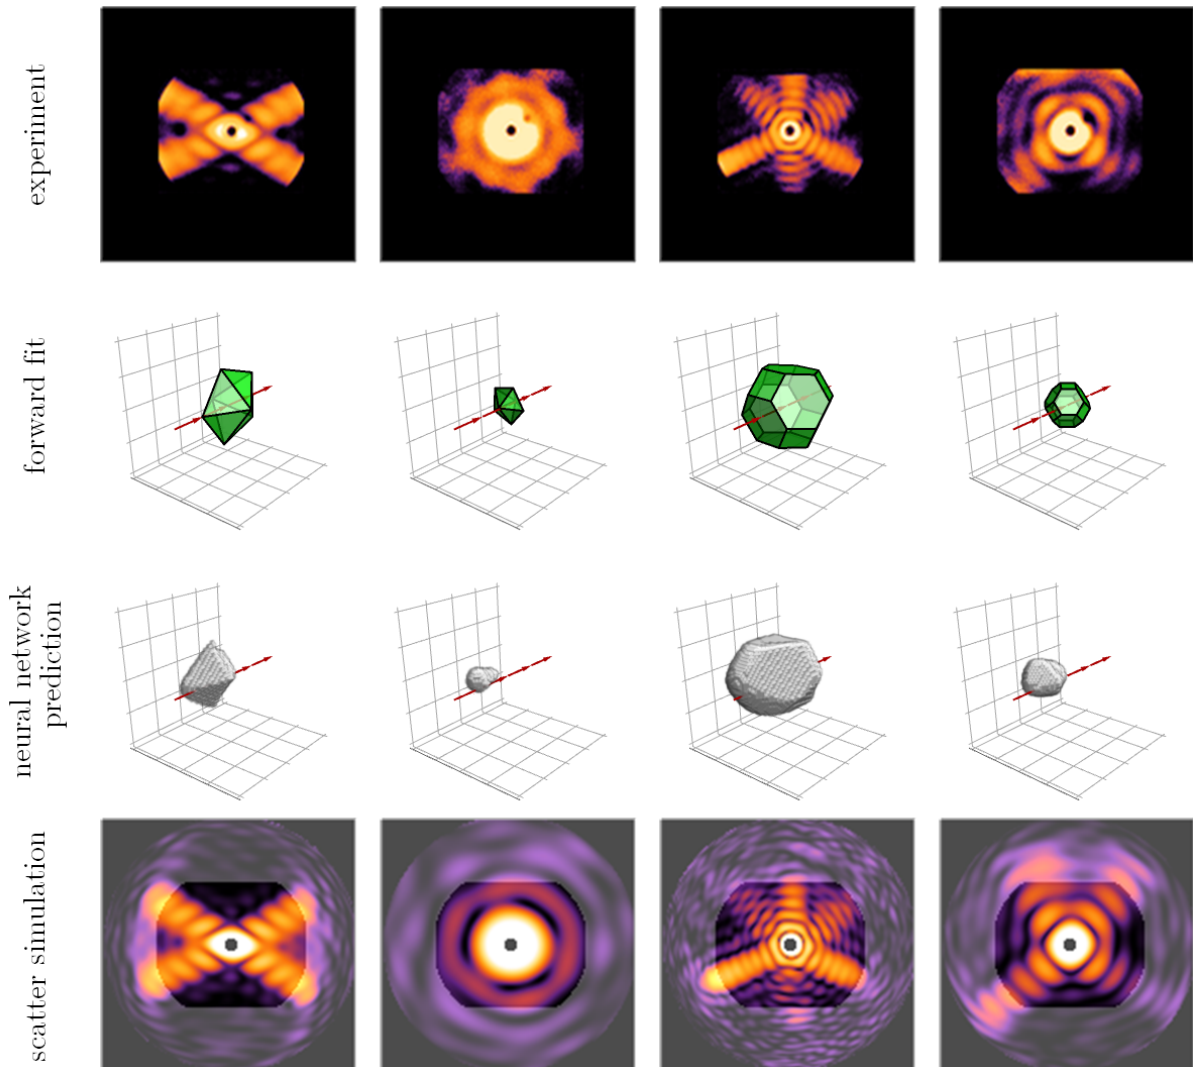 experiment
forward fit
neural network
prediction
scatter simulation